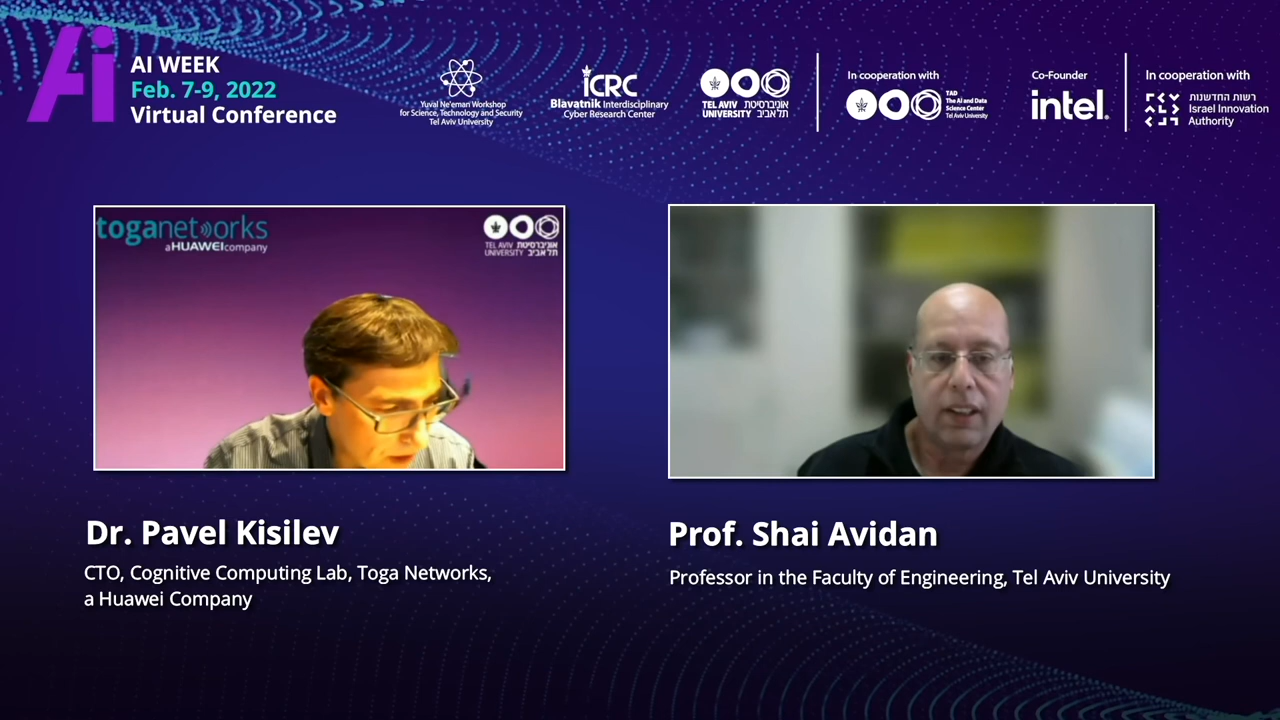 Ai
AI WEEK
Feb. 7-9, 2022
Virtual Conference
Yuval Ne'eman Workshop
for Science, Technology and Security
Tel Aviv University
iCRC
Blavatnik Interdisciplinary
Cyber Research Center
TEL AVIV אוניברסיטת
UNIVERSITY תל אביב
In cooperation with
TAD
The AI and Data
Science Center
Tel Aviv University
Co-Founder
intel.
In cooperation with
רשות החדשנות
Israel Innovation
Authority
toganetworks
a HUAWEI company
TEL AVIV אוניברסיטת
UNIVERSITY תל אביב
Dr. Pavel Kisilev
CTO, Cognitive Computing Lab, Toga Networks,
a Huawei Company
Prof. Shai Avidan
Professor in the Faculty of Engineering, Tel Aviv University